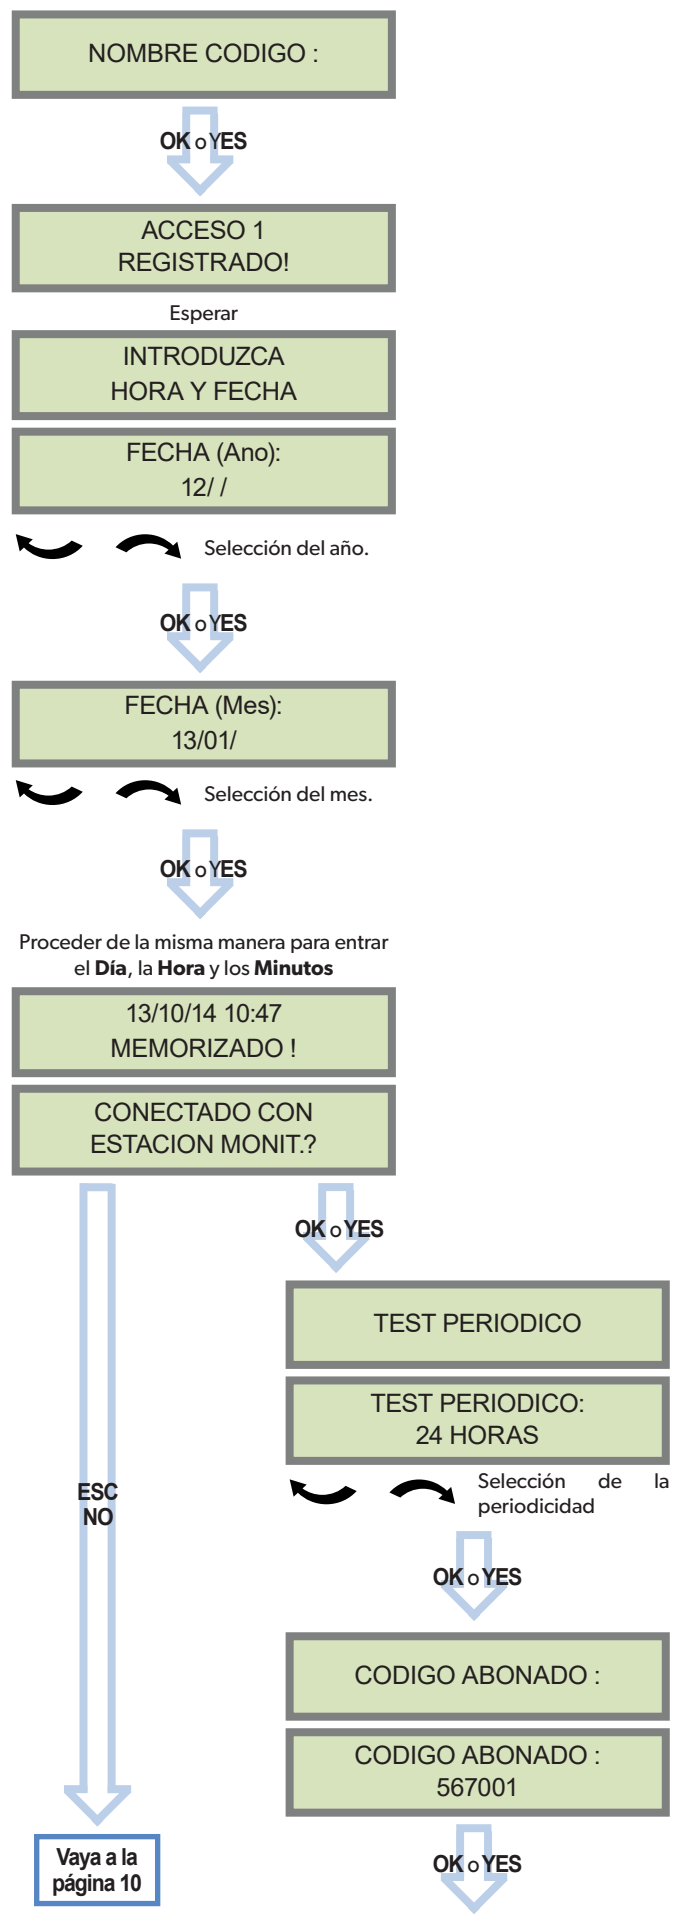 NOMBRE CODIGO :
OK o YES
ACCESO 1
REGISTRADO!
Esperar
INTRODUZCA
HORA Y FECHA
FECHA (Ano):
12/ /
Selección del año.
OK o YES
FECHA (Mes):
13/01/
Selección del mes.
OK o YES
Proceder de la misma manera para entrar
el Día, la Hora y los Minutos
13/10/14 10:47
MEMORIZADO !
CONECTADO CON
ESTACION MONIT.?
OK o YES
TEST PERIODICO
TEST PERIODICO:
24 HORAS
Selección de la
periodicidad
ESC
NO
OK o YES
CODIGO ABONADO :
CODIGO ABONADO :
567001
Vaya a la
página 10
OK o YES